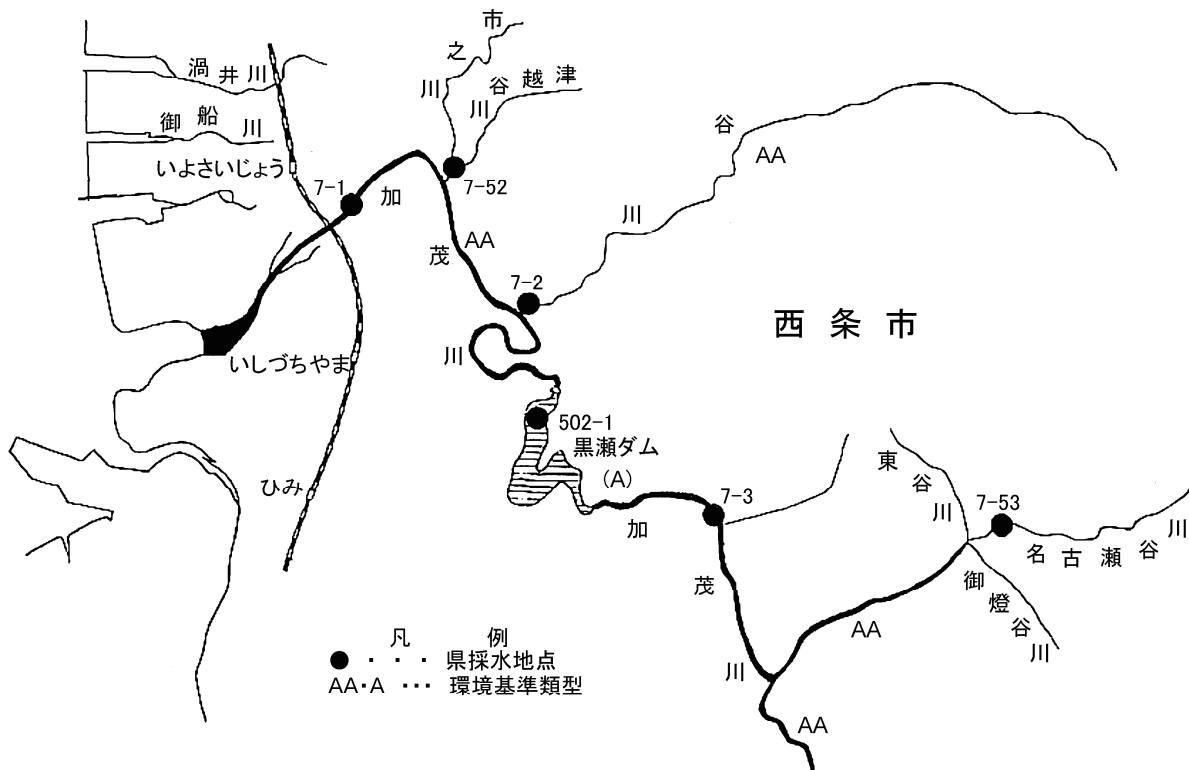 市之川
谷越津川
渦井川
御船川
いよさいじょう
7-1
7-52
加茂川
AA
谷川
AA
7-2
西条市
いしづちやま
502-1
黒瀬ダム
(A)
ひみ
7-3
加茂川
東谷川
7-53
名古瀬谷川
御燈谷川
AA
AA
凡例
●・・・県採水地点
AA・A・・・環境基準類型